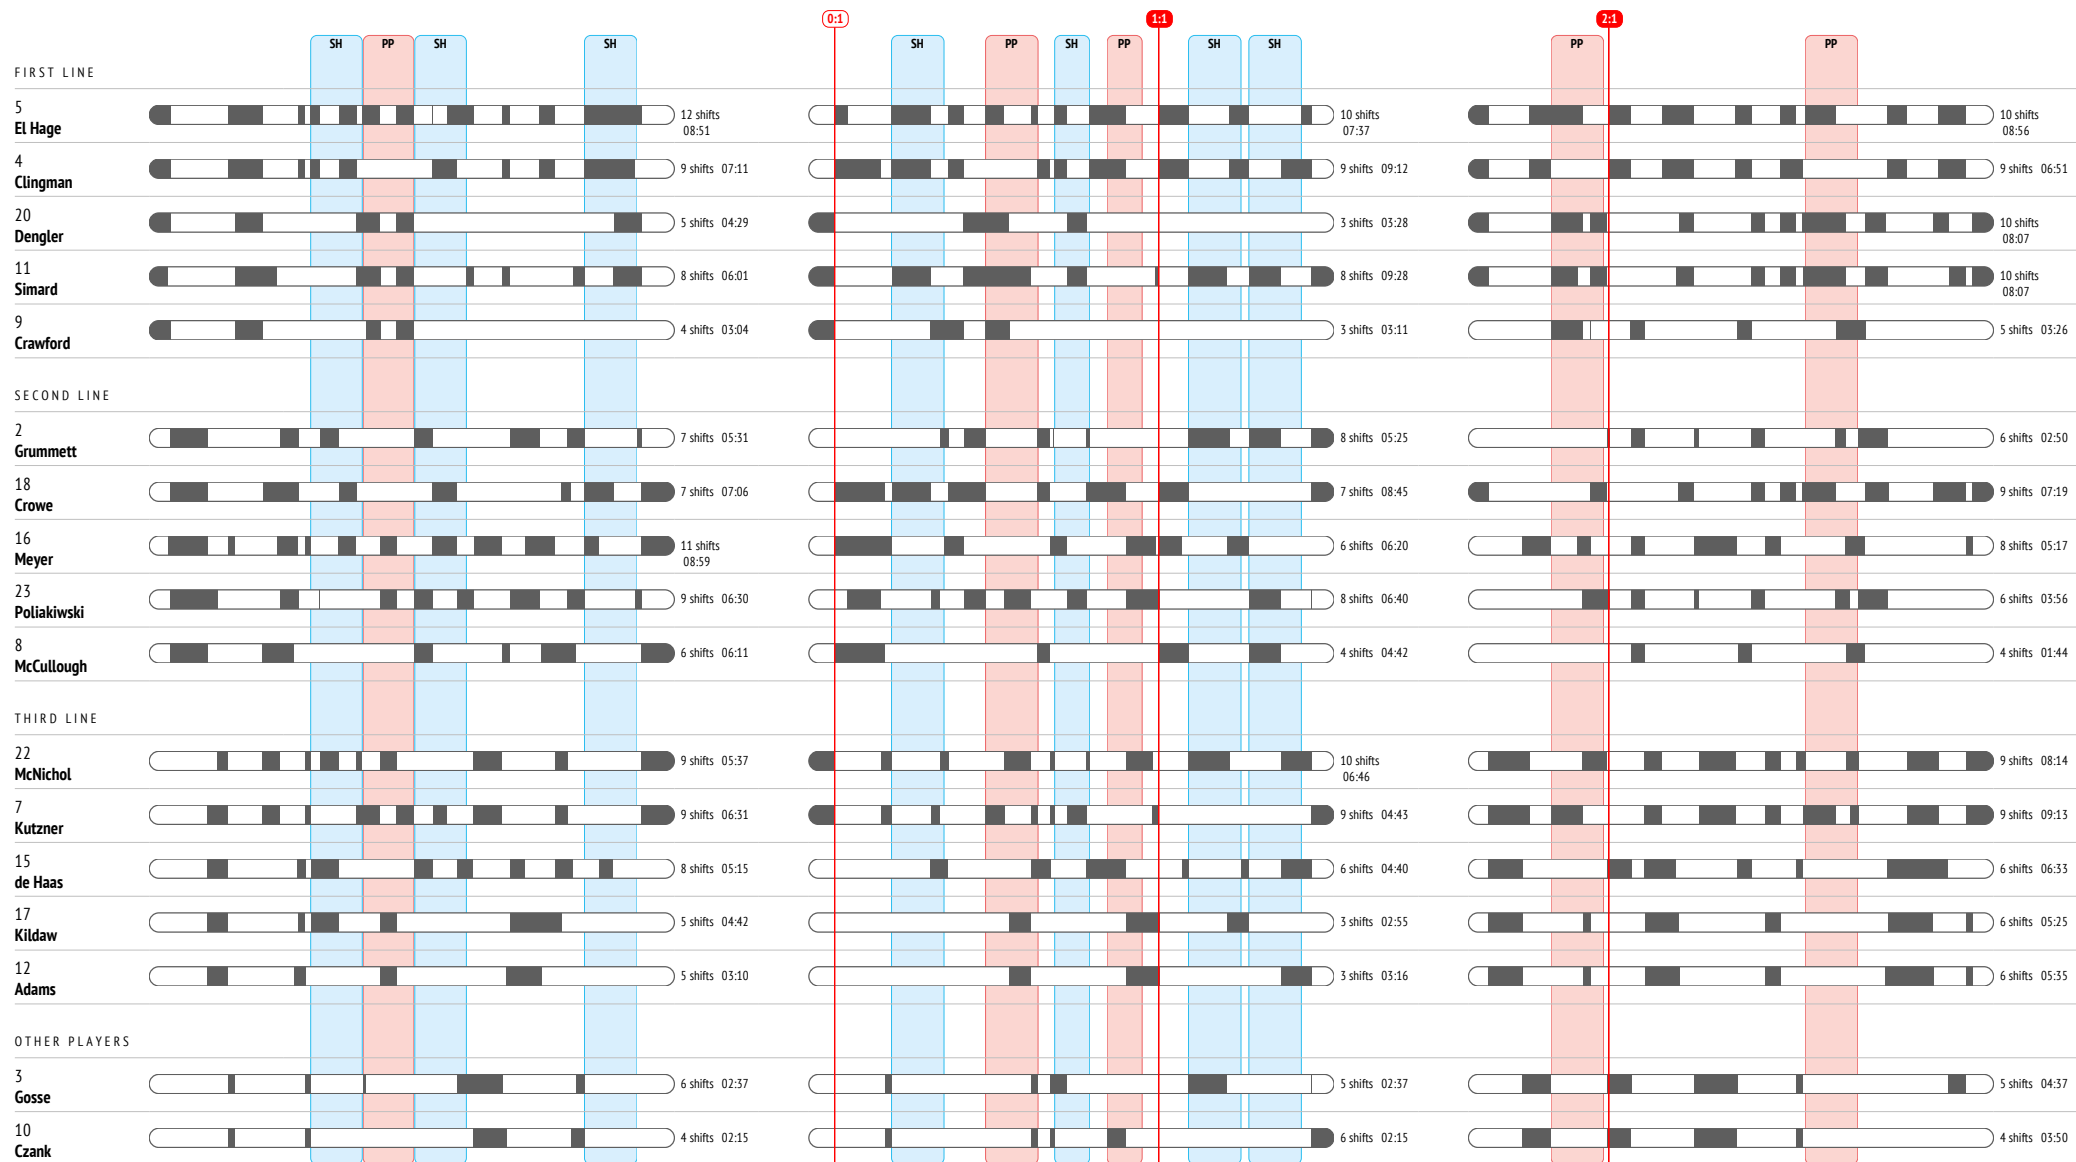 0:1 1:1 2:1
SH PP SH SH SH PP SH PP SH SH PP PP
FIRST LINE
5
El Hage
12 shifts
08:51
10 shifts
07:37
10 shifts
08:56
4
Clingman
9 shifts 07:11
9 shifts 09:12
9 shifts 06:51
20
Dengler
5 shifts 04:29
3 shifts 03:28
10 shifts
08:07
11
Simard
8 shifts 06:01
8 shifts 09:28
10 shifts
08:07
9
Crawford
4 shifts 03:04
3 shifts 03:11
5 shifts 03:26
SECOND LINE
2
Grummett
7 shifts 05:31
8 shifts 05:25
6 shifts 02:50
18
Crowe
7 shifts 07:06
7 shifts 08:45
9 shifts 07:19
16
Meyer
11 shifts
08:59
6 shifts 06:20
8 shifts 05:17
23
Poliakiwski
9 shifts 06:30
8 shifts 06:40
6 shifts 03:56
8
McCullough
6 shifts 06:11
4 shifts 04:42
4 shifts 01:44
THIRD LINE
22
McNichol
9 shifts 05:37
10 shifts
06:46
9 shifts 08:14
7
Kutzner
9 shifts 06:31
9 shifts 04:43
9 shifts 09:13
15
de Haas
8 shifts 05:15
6 shifts 04:40
6 shifts 06:33
17
Kildaw
5 shifts 04:42
3 shifts 02:55
6 shifts 05:25
12
Adams
5 shifts 03:10
3 shifts 03:16
6 shifts 05:35
OTHER PLAYERS
3
Gosse
6 shifts 02:37
5 shifts 02:37
5 shifts 04:37
10
Czank
4 shifts 02:15
6 shifts 02:15
4 shifts 03:50